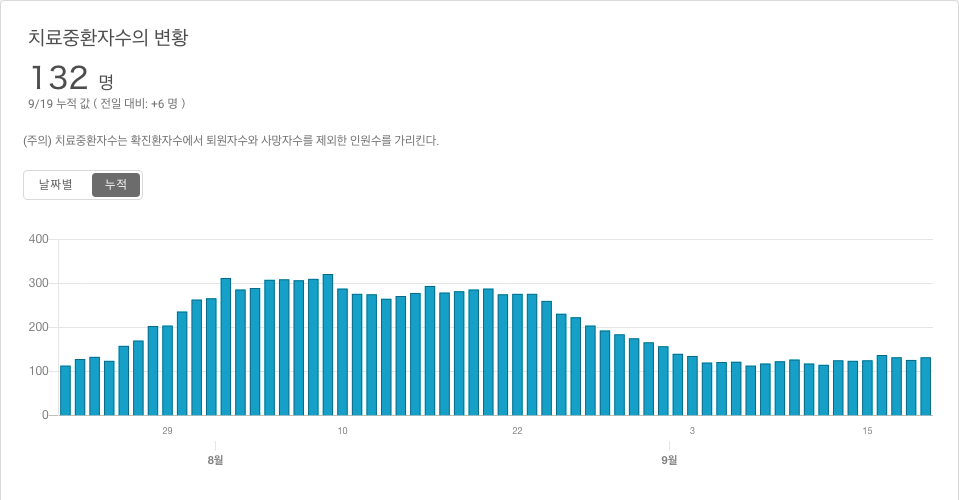 치료중환자수의 변황
132 명
9/19 누적 값 ( 전일 대비: +6 명 )
(주의) 치료중환자수는 확진환자수에서 퇴원자수와 사망자수를 제외한 인원수를 가리킨다.
날짜별 누적
400
300
200
100
0
29 10 22 3 15
8월 9월